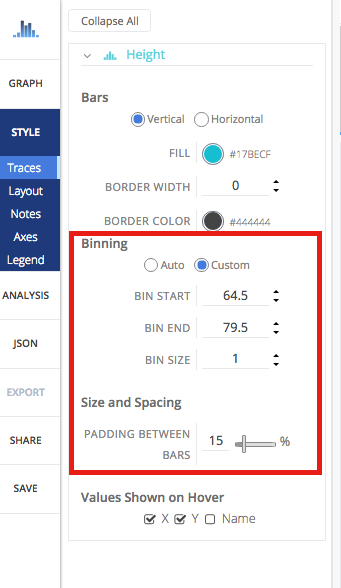 Collapse All
Height
GRAPH
STYLE
Traces
Layout
Notes
Axes
Legend
ANALYSIS
JSON
EXPORT
SHARE
SAVE
Bars
Vertical Horizontal
FILL #17BECF
BORDER WIDTH 0
BORDER COLOR #444444
Binning
Auto Custom
BIN START 64.5
BIN END 79.5
BIN SIZE 1
Size and Spacing
PADDING BETWEEN
BARS 15 %
Values Shown on Hover
X Y Name